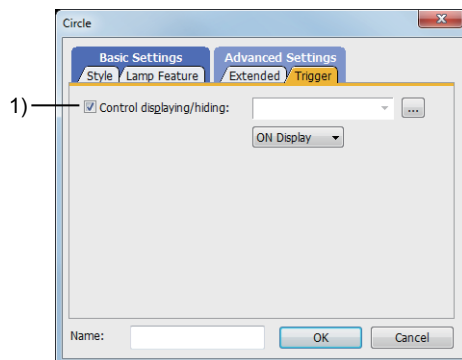 Circle
Basic Settings Advanced Settings
Style Lamp Feature Extended Trigger
1) Control displaying/hiding: ...
ON Display
Name: OK Cancel